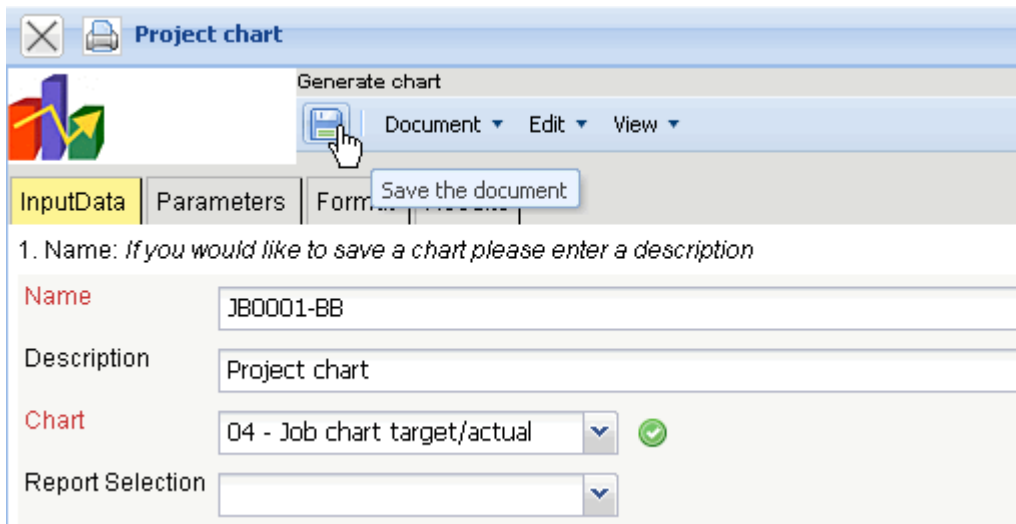 Project chart
Generate chart
Document Edit View
Save the document
InputData Parameters
1. Name: If you would like to save a chart please enter a description
Name JB0001-BB
Description Project chart
Chart 04 - Job chart target/actual
Report Selection